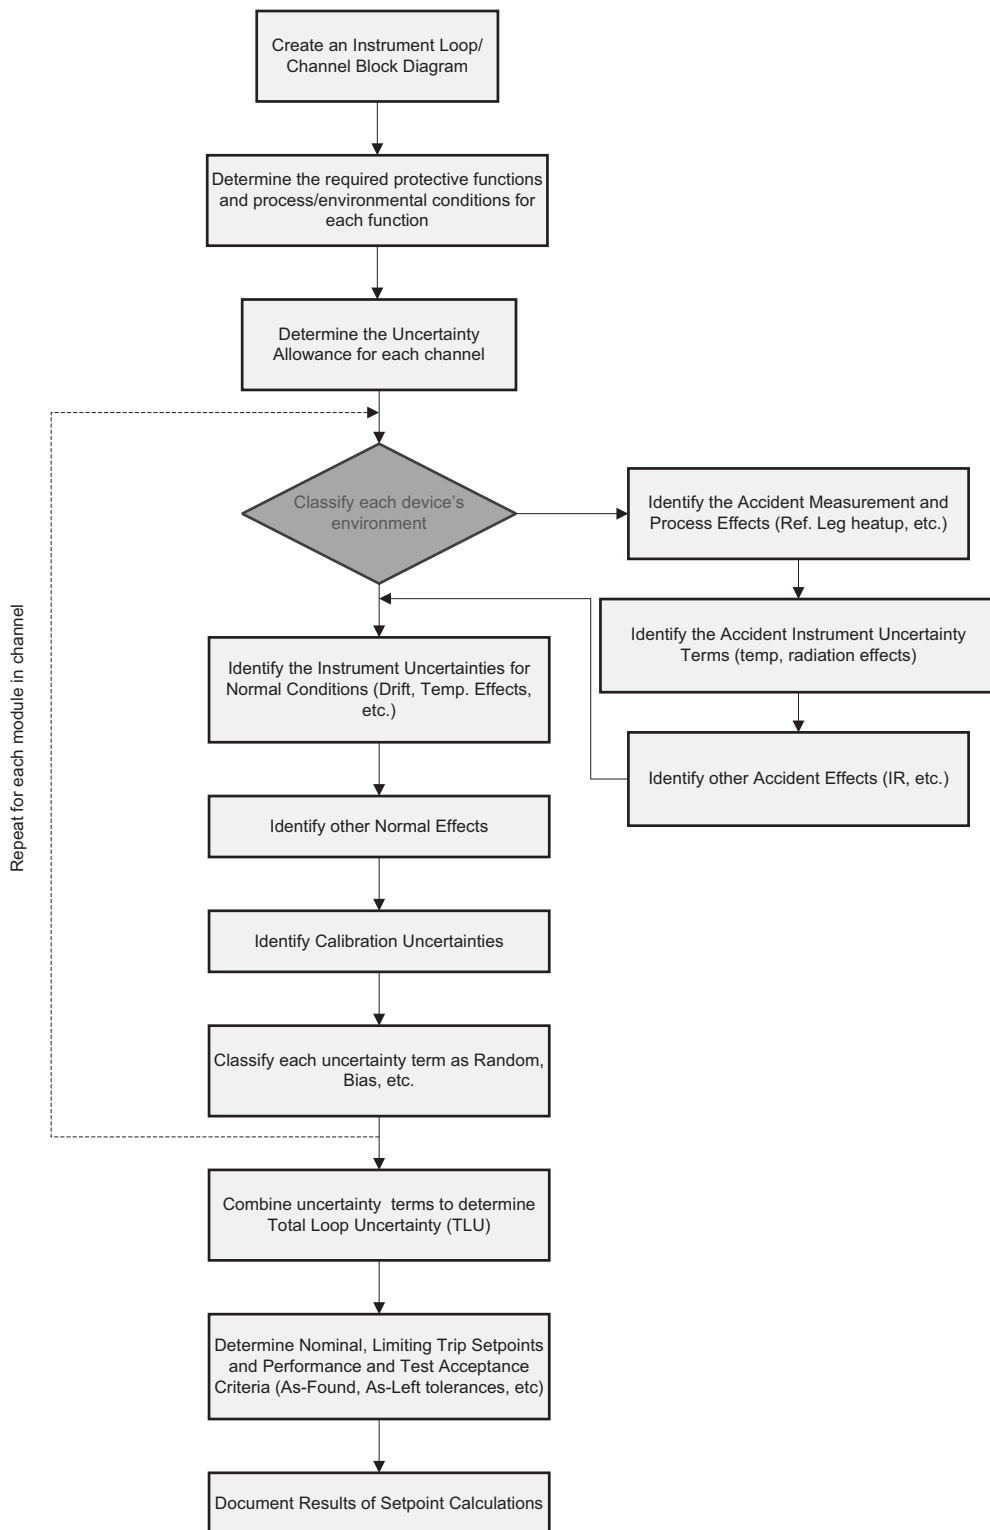 Create an Instrument Loop/
Channel Block Diagram
Determine the required protective functions
and process/environmental conditions for
each function
Determine the Uncertainty
Allowance for each channel
Classify each device's
environment
Identify the Accident Measurement and
Process Effects (Ref. Leg heatup, etc.)
Identify the Accident Instrument Uncertainty
Terms (temp, radiation effects)
Identify other Accident Effects (IR, etc.)
Identify the Instrument Uncertainties for
Normal Conditions (Drift, Temp. Effects,
etc.)
Identify other Normal Effects
Identify Calibration Uncertainties
Classify each uncertainty term as Random,
Bias, etc.
Repeat for each module in channel
Combine uncertainty terms to determine
Total Loop Uncertainty (TLU)
Determine Nominal, Limiting Trip Setpoints
and Performance and Test Acceptance
Criteria (As-Found, As-Left tolerances, etc)
Document Results of Setpoint Calculations